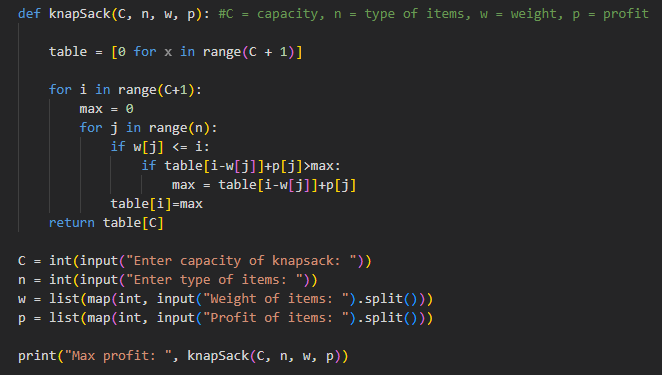 def knapSack(C, n, w, p): #C = capacity, n = type of items, w = weight, p = profit
    table = [0 for x in range(C + 1)]
    for i in range(C+1):
        max = 0
        for j in range(n):
            if w[j] <= i:
                if table[i-w[j]]+p[j]>max:
                    max = table[i-w[j]]+p[j]
            table[i]=max
    return table[C]
C = int(input("Enter capacity of knapsack: "))
n = int(input("Enter type of items: "))
w = list(map(int, input("Weight of items: ").split()))
p = list(map(int, input("Profit of items: ").split()))
print("Max profit: ", knapSack(C, n, w, p))